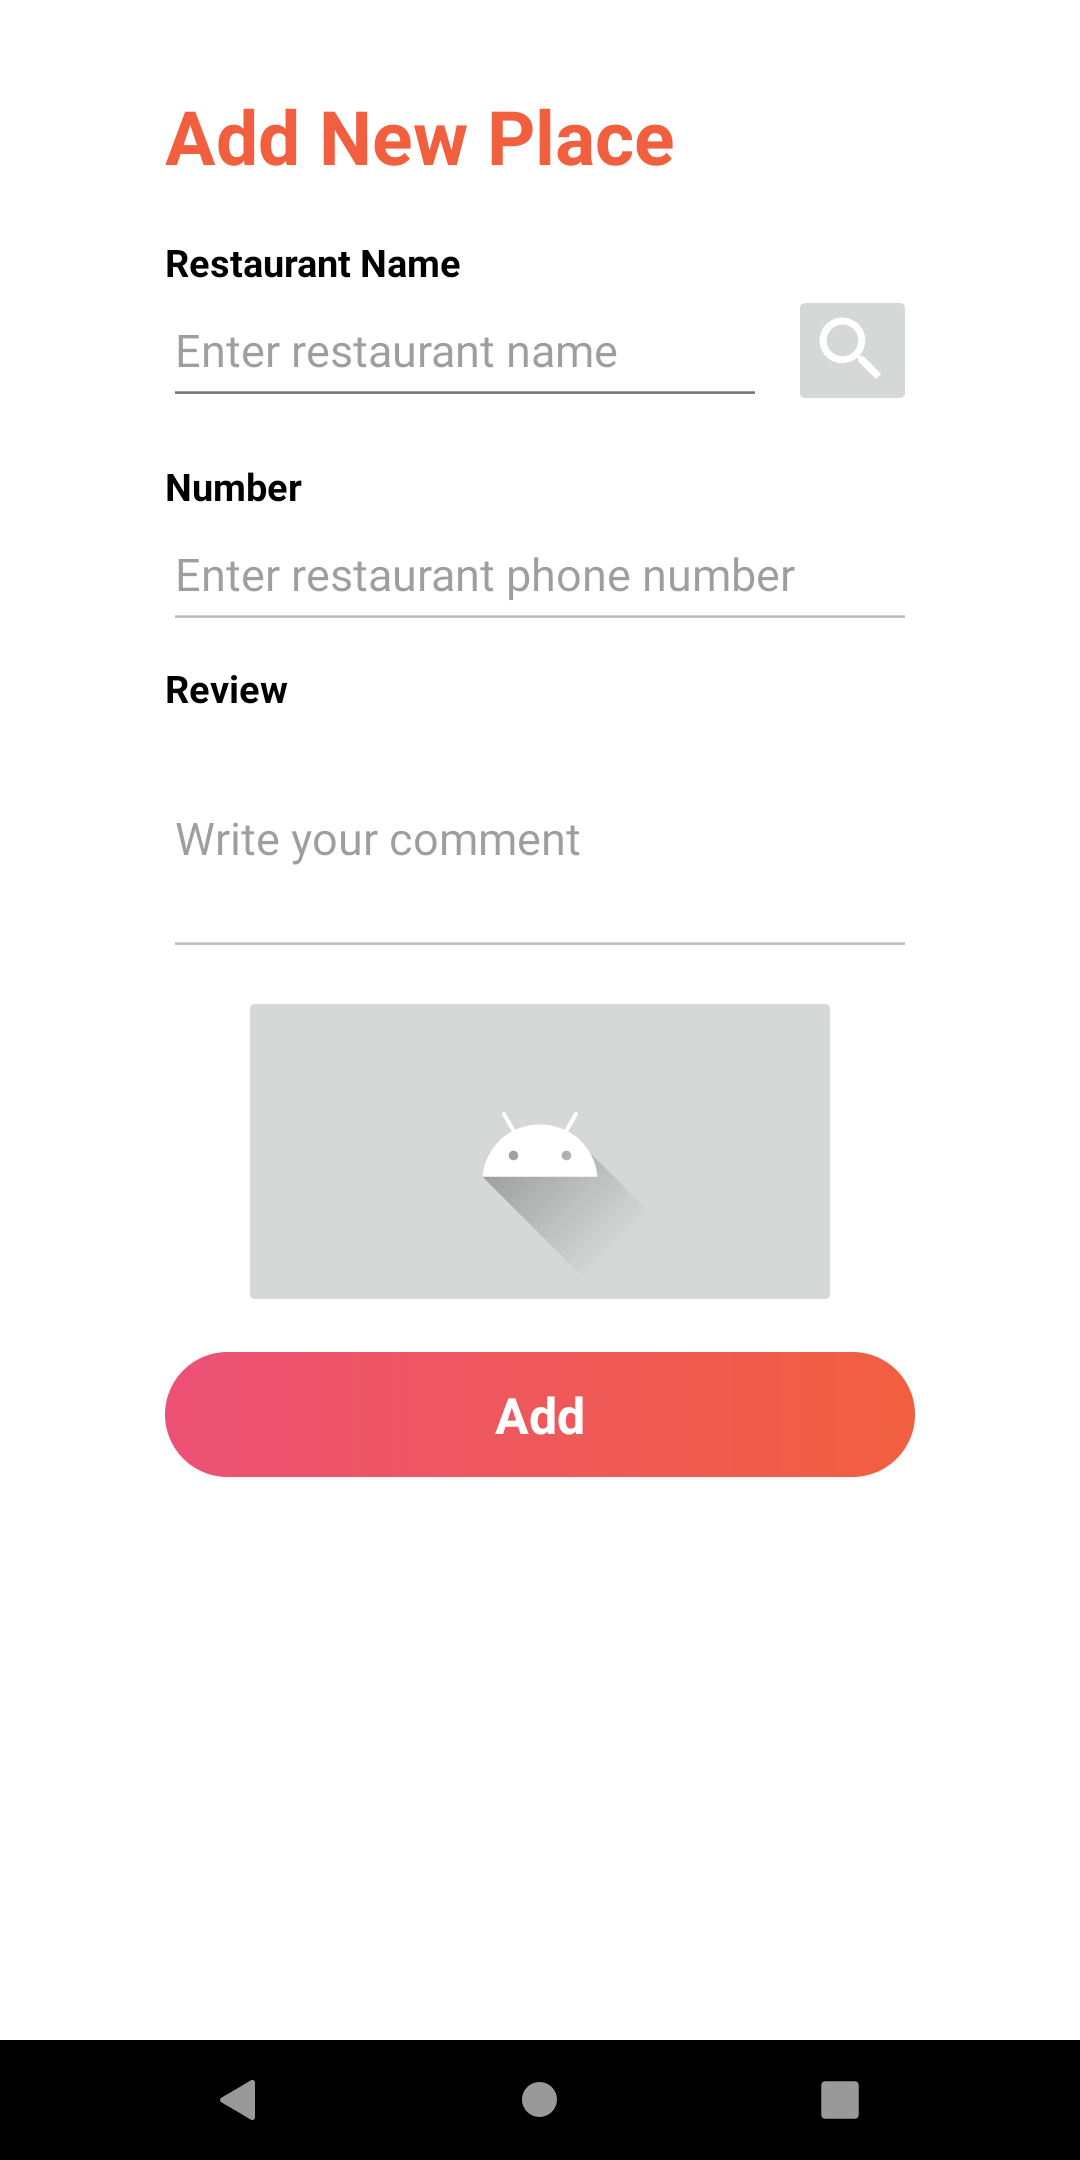 Add New Place
Restaurant Name
Enter restaurant name
Number
Enter restaurant phone number
Review
Write your comment
Add